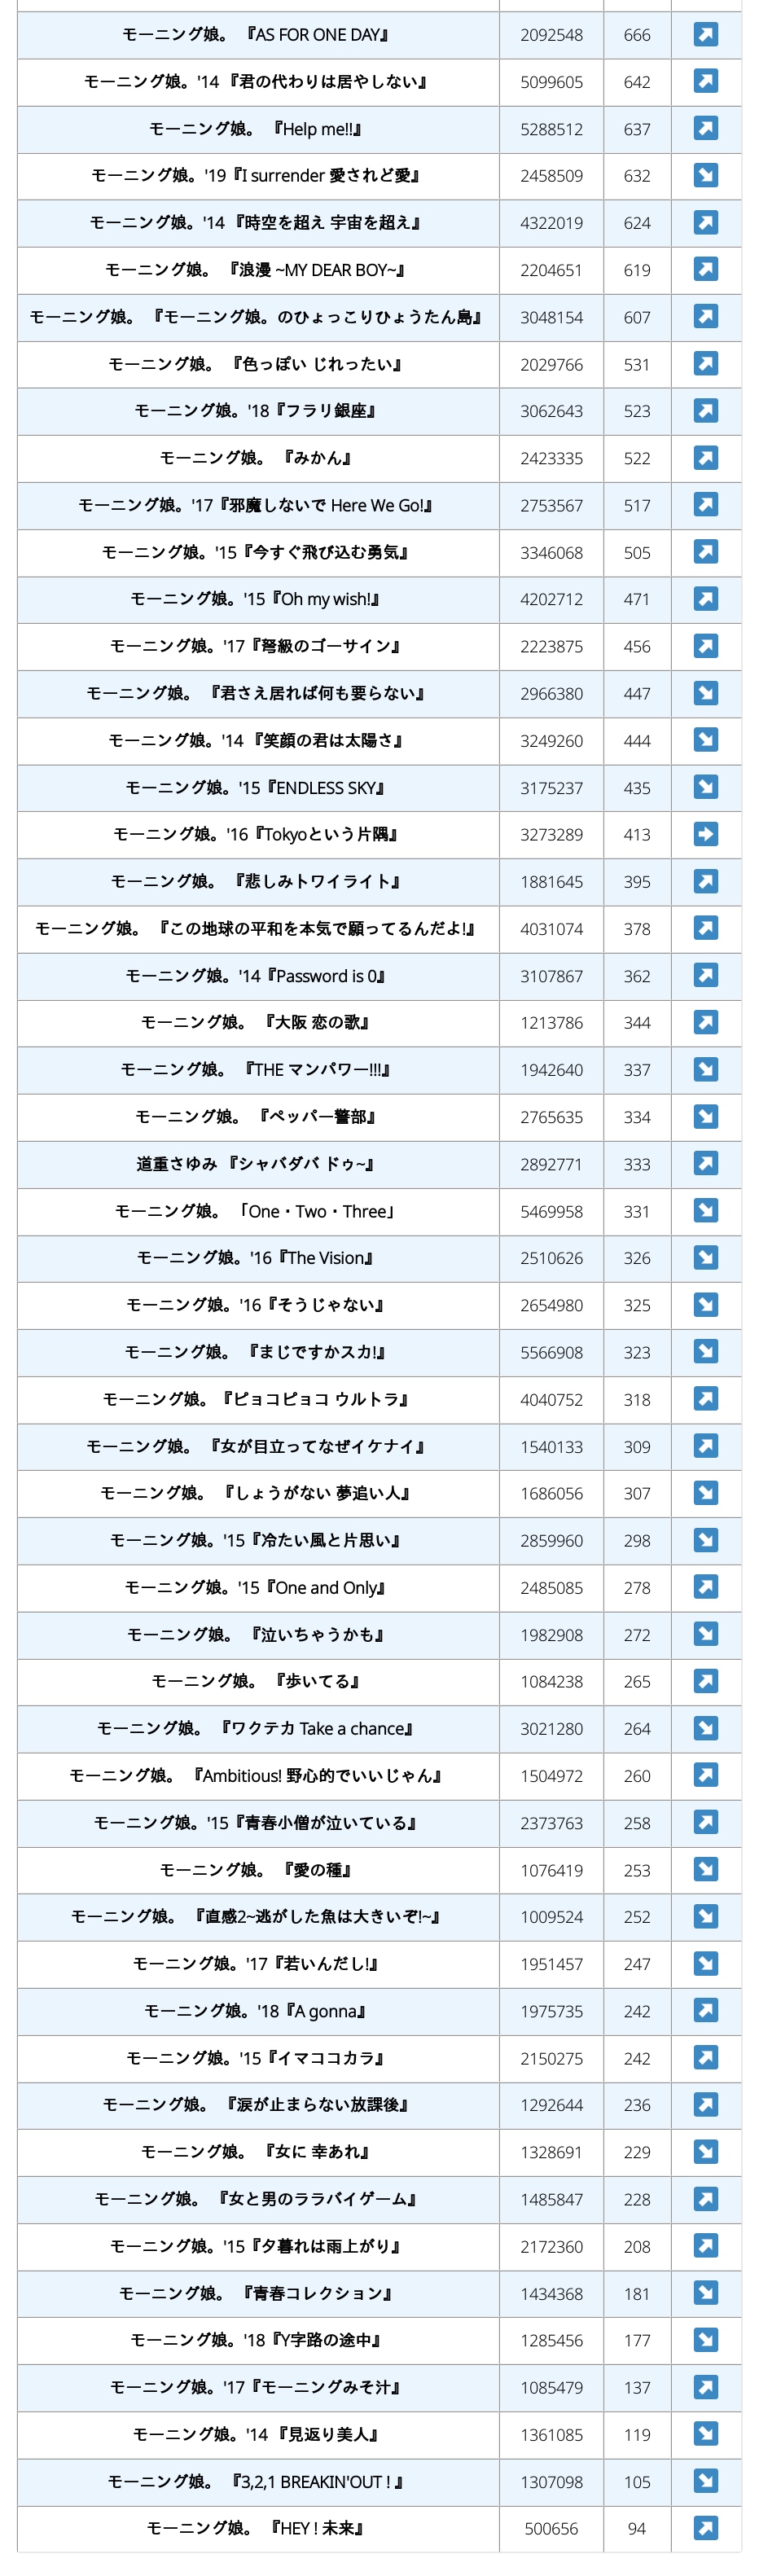 モーニング娘。 『AS FOR ONE DAY』 2092548 666 ↗
モーニング娘。'14 『君の代わりは居やしない』 5099605 642 ↗
モーニング娘。 『Help me!!』 5288512 637 ↗
モーニング娘。'19『I surrender 愛されど愛』 2458509 632 ↘
モーニング娘。'14 『時空を超え 宇宙を超え』 4322019 624 ↗
モーニング娘。 『浪漫 ~MY DEAR BOY~』 2204651 619 ↗
モーニング娘。 『モーニング娘。のひょっこりひょうたん島』 3048154 607 ↗
モーニング娘。 『色っぽい じれったい』 2029766 531 ↗
モーニング娘。'18『フラリ銀座』 3062643 523 ↗
モーニング娘。 『みかん』 2423335 522 ↗
モーニング娘。'17『邪魔しないで Here We Go!』 2753567 517 ↗
モーニング娘。'15『今すぐ飛び込む勇気』 3346068 505 ↗
モーニング娘。'15『Oh my wish!』 4202712 471 ↗
モーニング娘。'17『弩級のゴーサイン』 2223875 456 ↗
モーニング娘。 『君さえ居れば何も要らない』 2966380 447 ↘
モーニング娘。'14 『笑顔の君は太陽さ』 3249260 444 ↘
モーニング娘。'15『ENDLESS SKY』 3175237 435 ↘
モーニング娘。'16『Tokyoという片隅』 3273289 413 ➡
モーニング娘。 『悲しみトワイライト』 1881645 395 ↗
モーニング娘。 『この地球の平和を本気で願ってるんだよ!』 4031074 378 ↗
モーニング娘。'14『Password is 0』 3107867 362 ↗
モーニング娘。 『大阪 恋の歌』 1213786 344 ↗
モーニング娘。 『THE マンパワー!!!』 1942640 337 ↘
モーニング娘。 『ペッパー警部』 2765635 334 ↘
道重さゆみ 『シャバダバ ドゥ~』 2892771 333 ↗
モーニング娘。 「One・Two・Three」 5469958 331 ↘
モーニング娘。'16『The Vision』 2510626 326 ↘
モーニング娘。'16『そうじゃない』 2654980 325 ↘
モーニング娘。 『まじですかスカ!』 5566908 323 ↘
モーニング娘。『ピョコピョコ ウルトラ』 4040752 318 ↗
モーニング娘。 『女が目立ってなぜイケナイ』 1540133 309 ↗
モーニング娘。 『しょうがない 夢追い人』 1686056 307 ↘
モーニング娘。'15『冷たい風と片思い』 2859960 298 ↘
モーニング娘。'15『One and Only』 2485085 278 ↗
モーニング娘。 『泣いちゃうかも』 1982908 272 ↘
モーニング娘。 『歩いてる』 1084238 265 ↗
モーニング娘。 『ワクテカ Take a chance』 3021280 264 ↘
モーニング娘。 『Ambitious! 野心的でいいじゃん』 1504972 260 ↗
モーニング娘。'15『青春小僧が泣いている』 2373763 258 ↗
モーニング娘。 『愛の種』 1076419 253 ↘
モーニング娘。 『直感2~逃がした魚は大きいぞ!~』 1009524 252 ↘
モーニング娘。'17『若いんだし!』 1951457 247 ↘
モーニング娘。'18『A gonna』 1975735 242 ↗
モーニング娘。'15『イマココカラ』 2150275 242 ↗
モーニング娘。 『涙が止まらない放課後』 1292644 236 ↗
モーニング娘。 『女に 幸あれ』 1328691 229 ↘
モーニング娘。 『女と男のララバイゲーム』 1485847 228 ↗
モーニング娘。'15『夕暮れは雨上がり』 2172360 208 ↗
モーニング娘。 『青春コレクション』 1434368 181 ↘
モーニング娘。'18『Y字路の途中』 1285456 177 ↘
モーニング娘。'17『モーニングみそ汁』 1085479 137 ↗
モーニング娘。'14 『見返り美人』 1361085 119 ↘
モーニング娘。 『3,2,1 BREAKIN'OUT ! 』 1307098 105 ↘
モーニング娘。 『HEY ! 未来』 500656 94 ↗